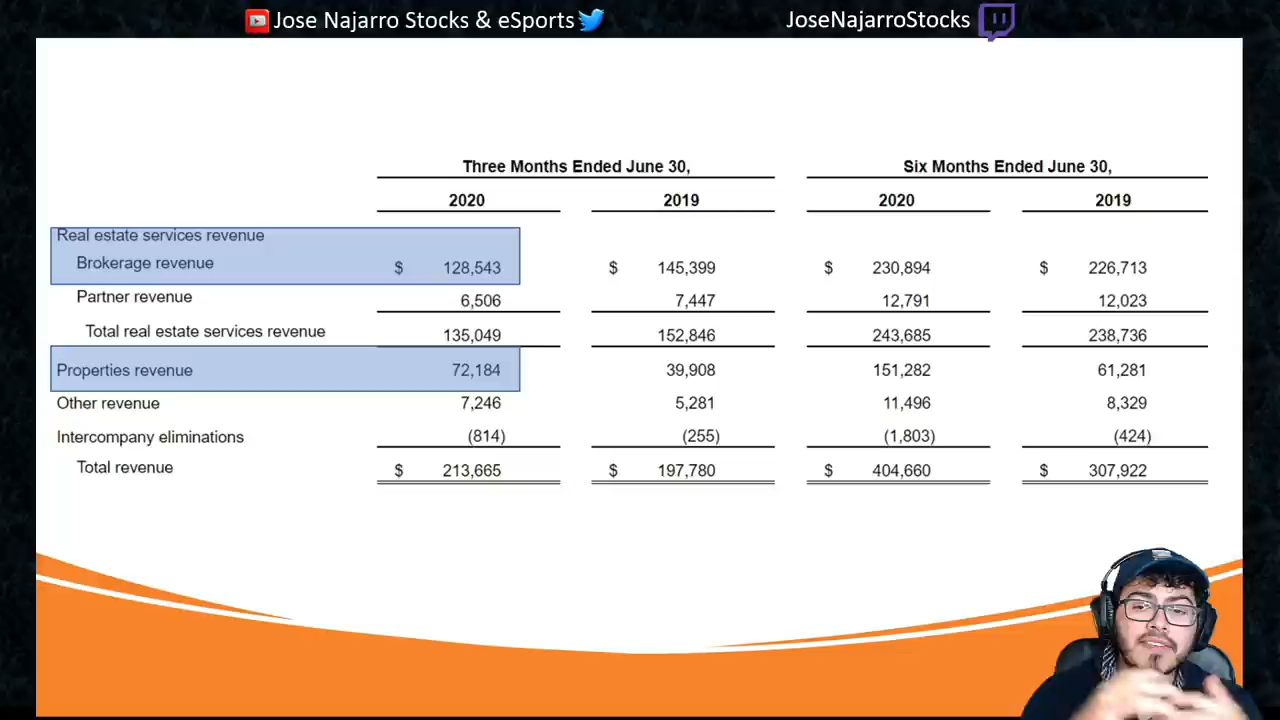 Jose Najarro Stocks & eSports JoseNajarroStocks
Three Months Ended June 30, Six Months Ended June 30,
2020 2019 2020 2019
Real estate services revenue
Brokerage revenue $ 128,543 $ 145,399 $ 230,894 $ 226,713
Partner revenue 6,506 7,447 12,791 12,023
Total real estate services revenue 135,049 152,846 243,685 238,736
Properties revenue 72,184 39,908 151,282 61,281
Other revenue 7,246 5,281 11,496 8,329
Intercompany eliminations (814) (255) (1,803) (424)
Total revenue $ 213,665 $ 197,780 $ 404,660 $ 307,922